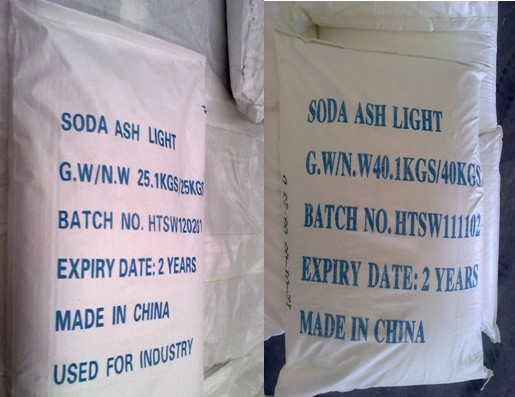 SODA ASH LIGHT
G.W/N.W 25.1KGS/25KGS
BATCH NO. HTSW120201
EXPIRY DATE: 2 YEARS
MADE IN CHINA
USED FOR INDUSTRY
SODA ASH LIGHT
G.W/N.W40.1KGS/40KGS
BATCH NO. HTSW111102
EXPIRY DATE: 2 YEARS
MADE IN CHINA